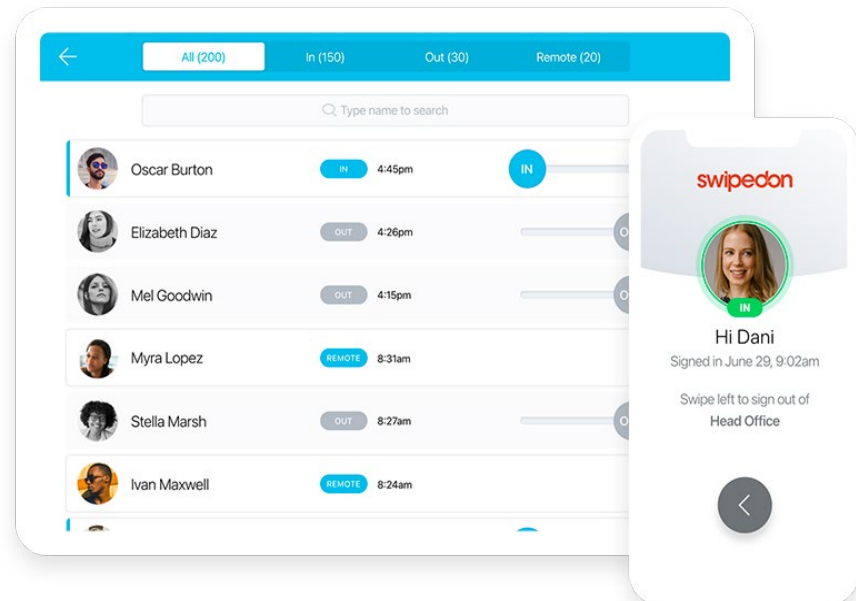 All (200) In (150) Out (30) Remote (20)
Type name to search
Oscar Burton IN 4:45pm IN
Elizabeth Diaz OUT 4:26pm
Mel Goodwin OUT 4:15pm
Myra Lopez REMOTE 8:31am
Stella Marsh OUT 8:27am
Ivan Maxwell REMOTE 8:24am
swipedon
IN
Hi Dani
Signed in June 29, 9:02am
Swipe left to sign out of
Head Office